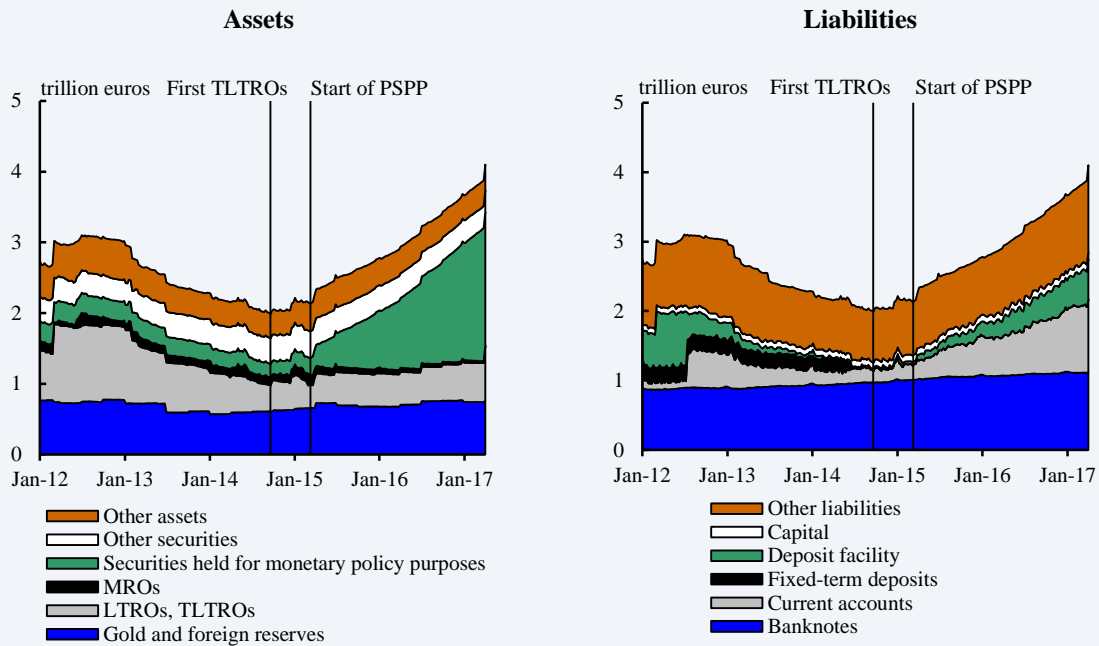 Assets
trillion euros First TLTROs Start of PSPP
5
4
3
2
1
0
Jan-12 Jan-13 Jan-14 Jan-15 Jan-16 Jan-17
Other assets
Other securities
Securities held for monetary policy purposes
MROs
LTROs, TLTROs
Gold and foreign reserves
Liabilities
trillion euros First TLTROs Start of PSPP
5
4
3
2
1
0
Jan-12 Jan-13 Jan-14 Jan-15 Jan-16 Jan-17
Other liabilities
Capital
Deposit facility
Fixed-term deposits
Current accounts
Banknotes